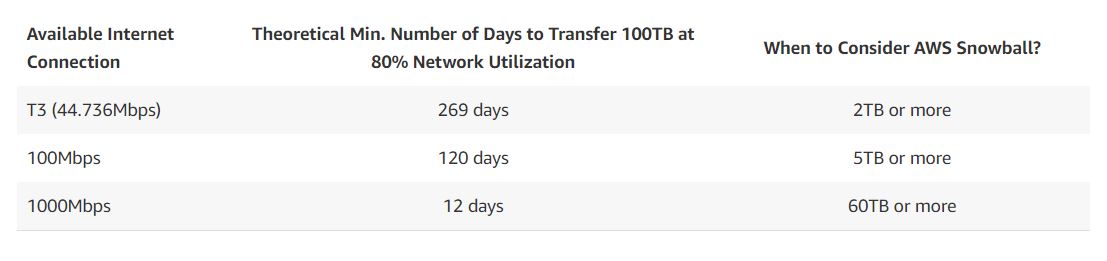 Available Internet Connection
Theoretical Min. Number of Days to Transfer 100TB at 80% Network Utilization
When to Consider AWS Snowball?
T3 (44.736Mbps) 269 days 2TB or more
100Mbps 120 days 5TB or more
1000Mbps 12 days 60TB or more